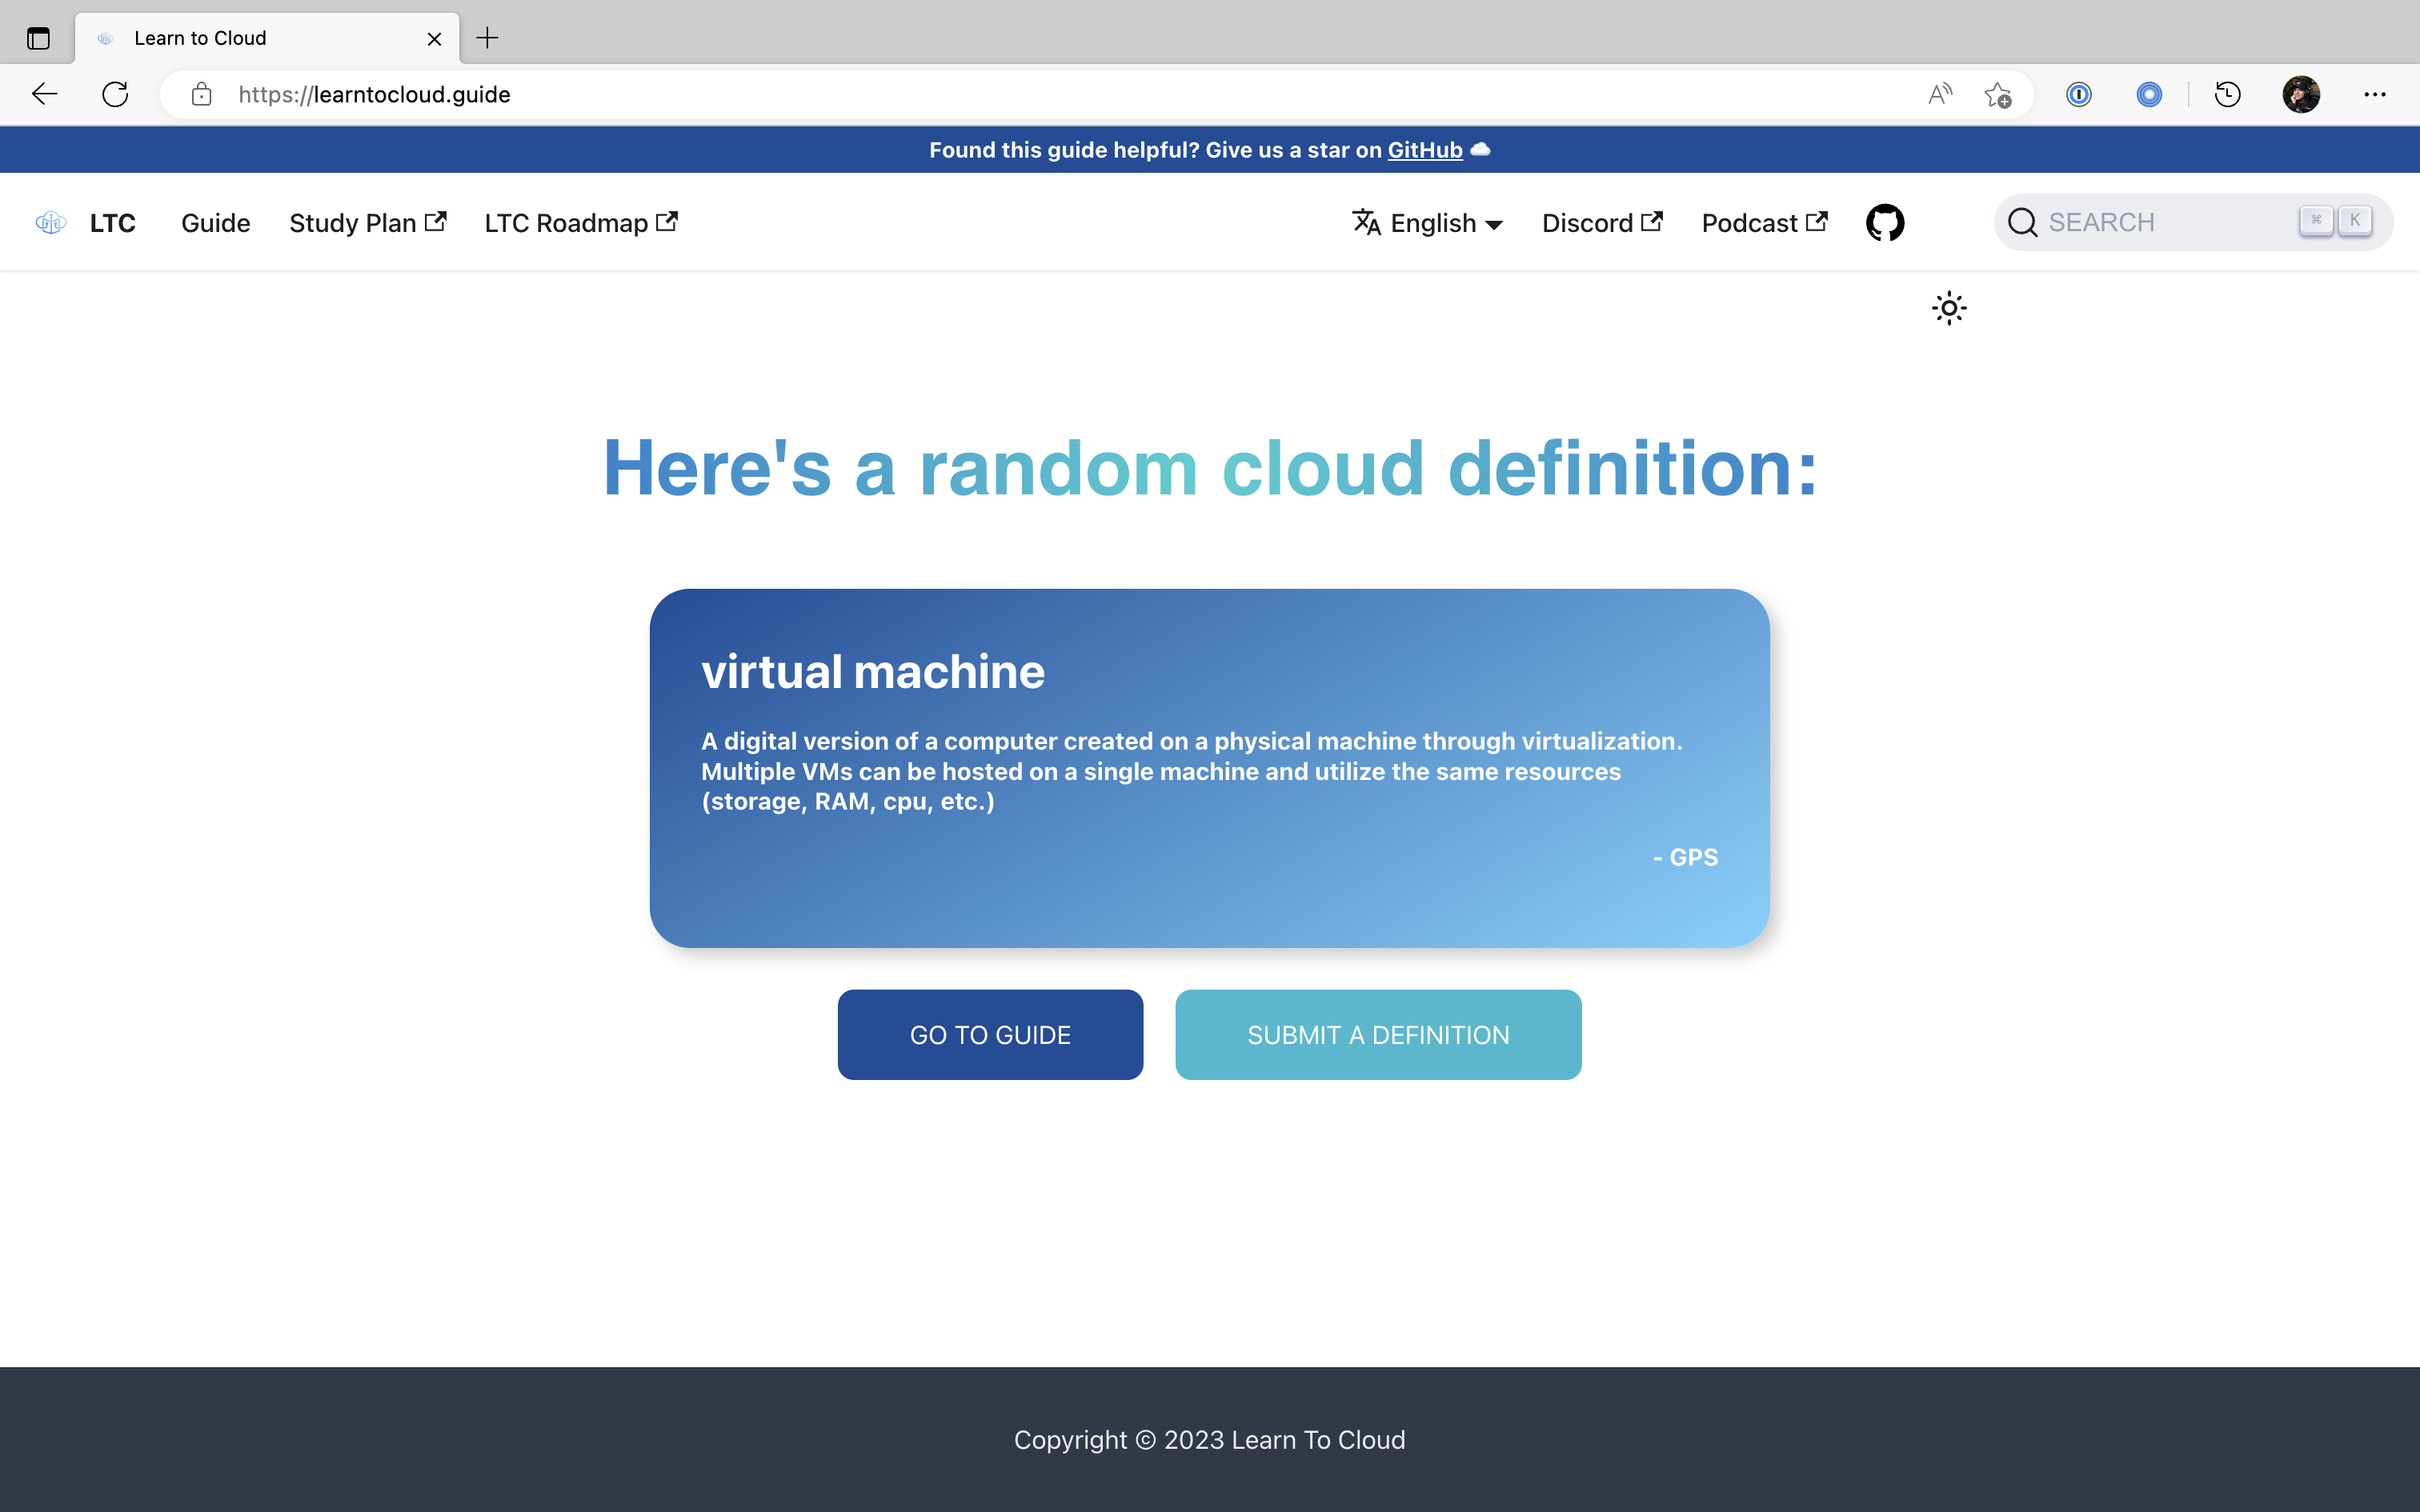 Learn to Cloud
https://learntocloud.guide
Found this guide helpful? Give us a star on GitHub
LTC Guide Study Plan LTC Roadmap English Discord Podcast SEARCH ⌘ K
Here's a random cloud definition:
virtual machine
A digital version of a computer created on a physical machine through virtualization.
Multiple VMs can be hosted on a single machine and utilize the same resources
(storage, RAM, cpu, etc.)
- GPS
GO TO GUIDE SUBMIT A DEFINITION
Copyright © 2023 Learn To Cloud